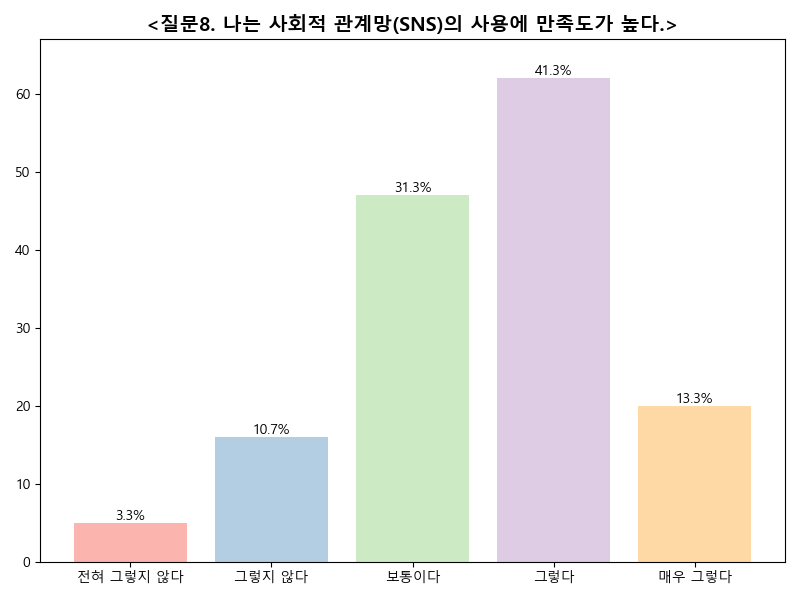 <질문8. 나는 사회적 관계망(SNS)의 사용에 만족도가 높다.>
60
50
40
30
20
10
0
3.3%
10.7%
31.3%
41.3%
13.3%
전혀 그렇지 않다
그렇지 않다
보통이다
그렇다
매우 그렇다